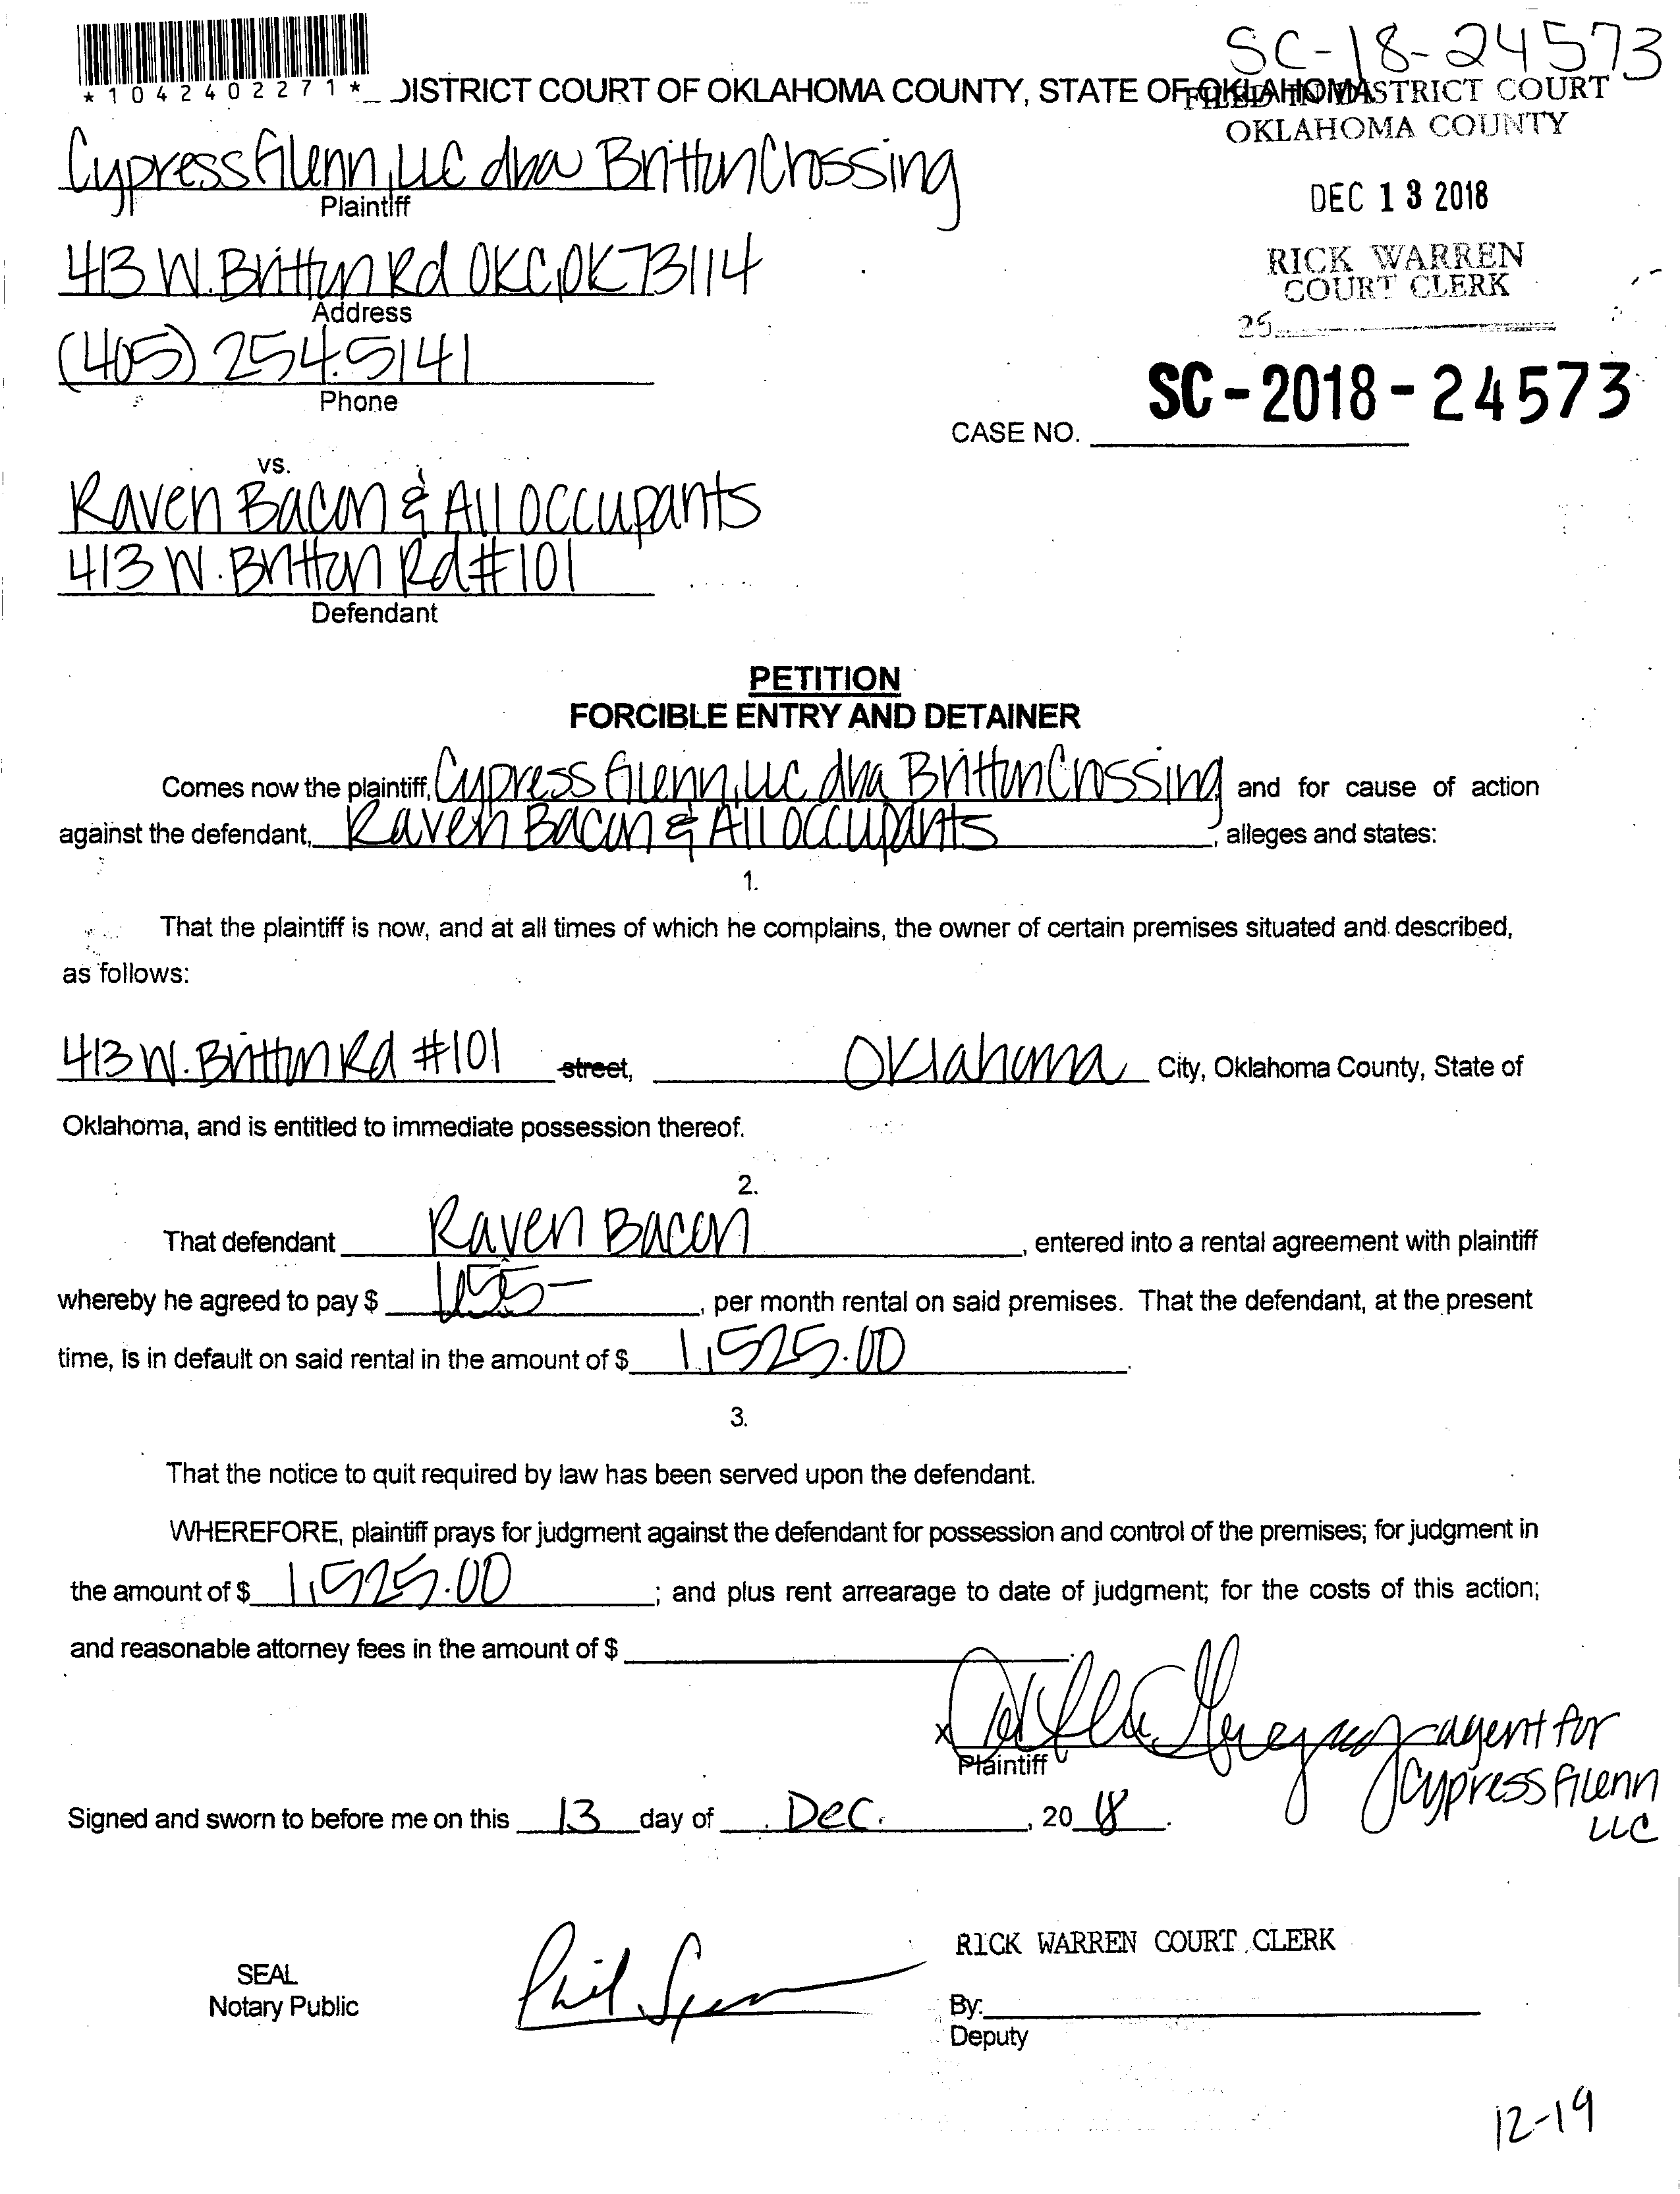 SC-18-24573
*1042402271*
DISTRICT COURT OF OKLAHOMA COUNTY, STATE OF OKLAHOMA
FILED IN DISTRICT COURT
OKLAHOMA COUNTY
Cypress Glenn, LLC dba Britton Crossing
Plaintiff
DEC 13 2018
413 W. Britton Rd OKC, OK 73114
Address
RICK WARREN
COURT CLERK
25
(405) 254.5141
Phone
CASE NO. SC-2018-24573
vs.
Raven Bacon & All occupants
413 W. Britton Rd #101
Defendant
PETITION
FORCIBLE ENTRY AND DETAINER
Comes now the plaintiff, Cypress Glenn, LLC dba Britton Crossing and for cause of action
against the defendant, Raven Bacon & All occupants, alleges and states:
1.
That the plaintiff is now, and at all times of which he complains, the owner of certain premises situated and described,
as follows:
413 W. Britton Rd #101 street, Oklahoma City, Oklahoma County, State of
Oklahoma, and is entitled to immediate possession thereof.
2.
That defendant Raven Bacon, entered into a rental agreement with plaintiff
whereby he agreed to pay $ , per month rental on said premises. That the defendant, at the present
time, is in default on said rental in the amount of $ 1,525.00.
3.
That the notice to quit required by law has been served upon the defendant.
WHEREFORE, plaintiff prays for judgment against the defendant for possession and control of the premises; for judgment in
the amount of $ 1,525.00; and plus rent arrearage to date of judgment; for the costs of this action;
and reasonable attorney fees in the amount of $
x agent for
Plaintiff
Cypress Glenn
LLC
Signed and sworn to before me on this 13 day of Dec., 2018.
RICK WARREN COURT CLERK
SEAL
Notary Public
Phil
By:
Deputy
12-19